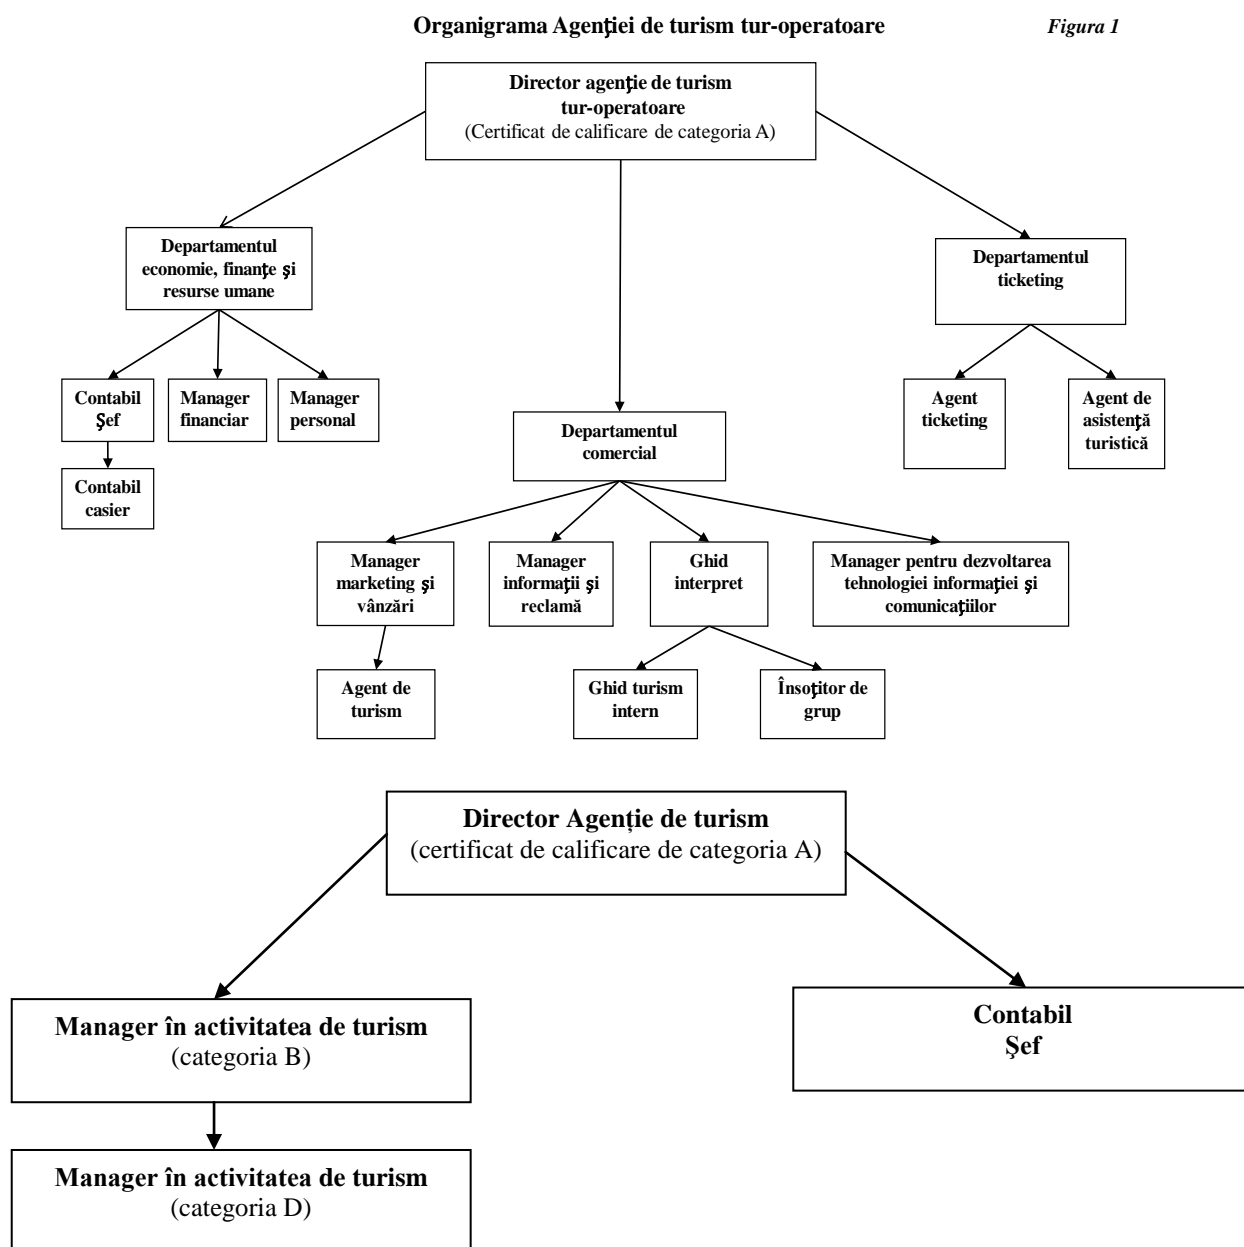 Organigrama Agenţiei de turism tur-operatoare
Figura 1
Director agenţie de turism
tur-operatoare
(Certificat de calificare de categoria A)
Departamentul
economie, finanţe şi
resurse umane
Departamentul
ticketing
Contabil
Şef
Manager
financiar
Manager
personal
Agent
ticketing
Agent de
asistenţă
turistică
Contabil
casier
Departamentul
comercial
Manager
marketing şi
vânzări
Manager
informaţii şi
reclamă
Ghid
interpret
Manager pentru dezvoltarea
tehnologiei informaţiei şi
comunicaţiilor
Agent de
turism
Ghid turism
intern
Însoţitor de
grup
Director Agenție de turism
(certificat de calificare de categoria A)
Manager în activitatea de turism
(categoria B)
Contabil
Şef
Manager în activitatea de turism
(categoria D)